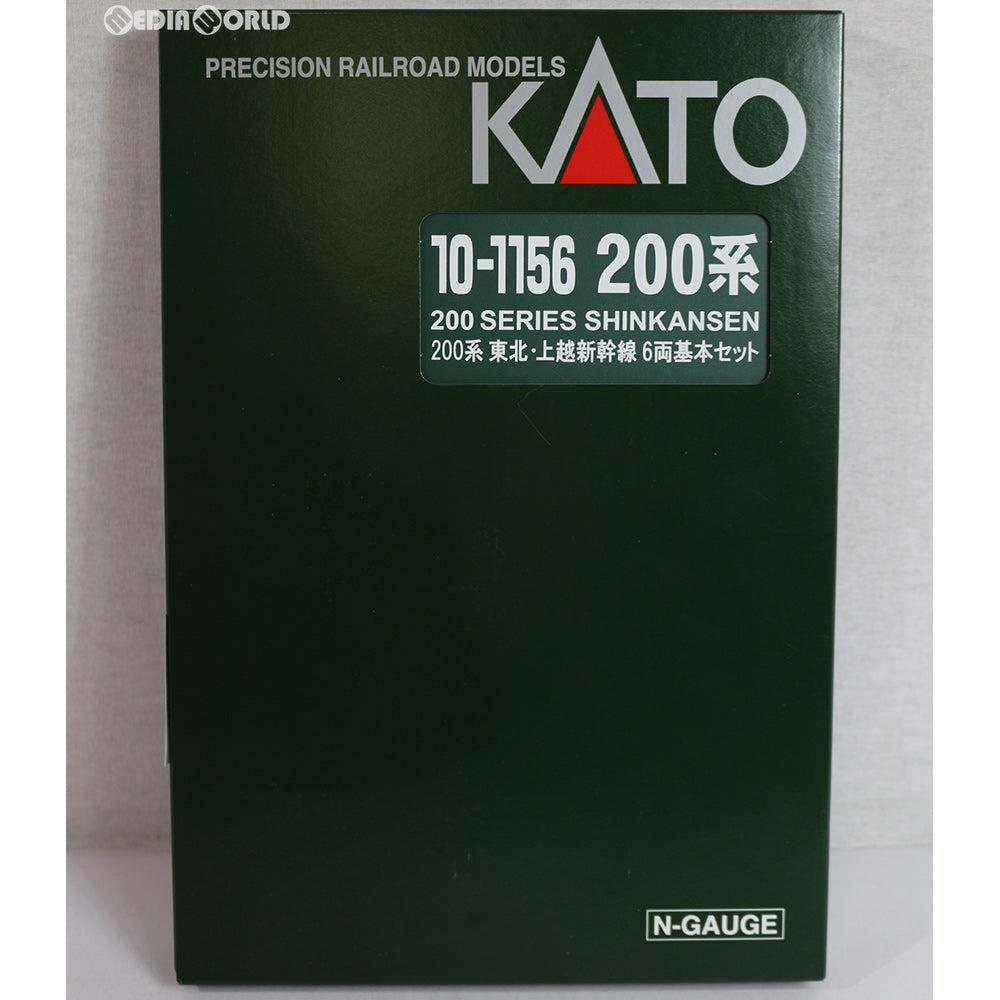 MEDIAWORLD
PRECISION RAILROAD MODELS
KATO
10-1156 200系
200 SERIES SHINKANSEN
200系 東北・上越新幹線 6両基本セット
N-GAUGE